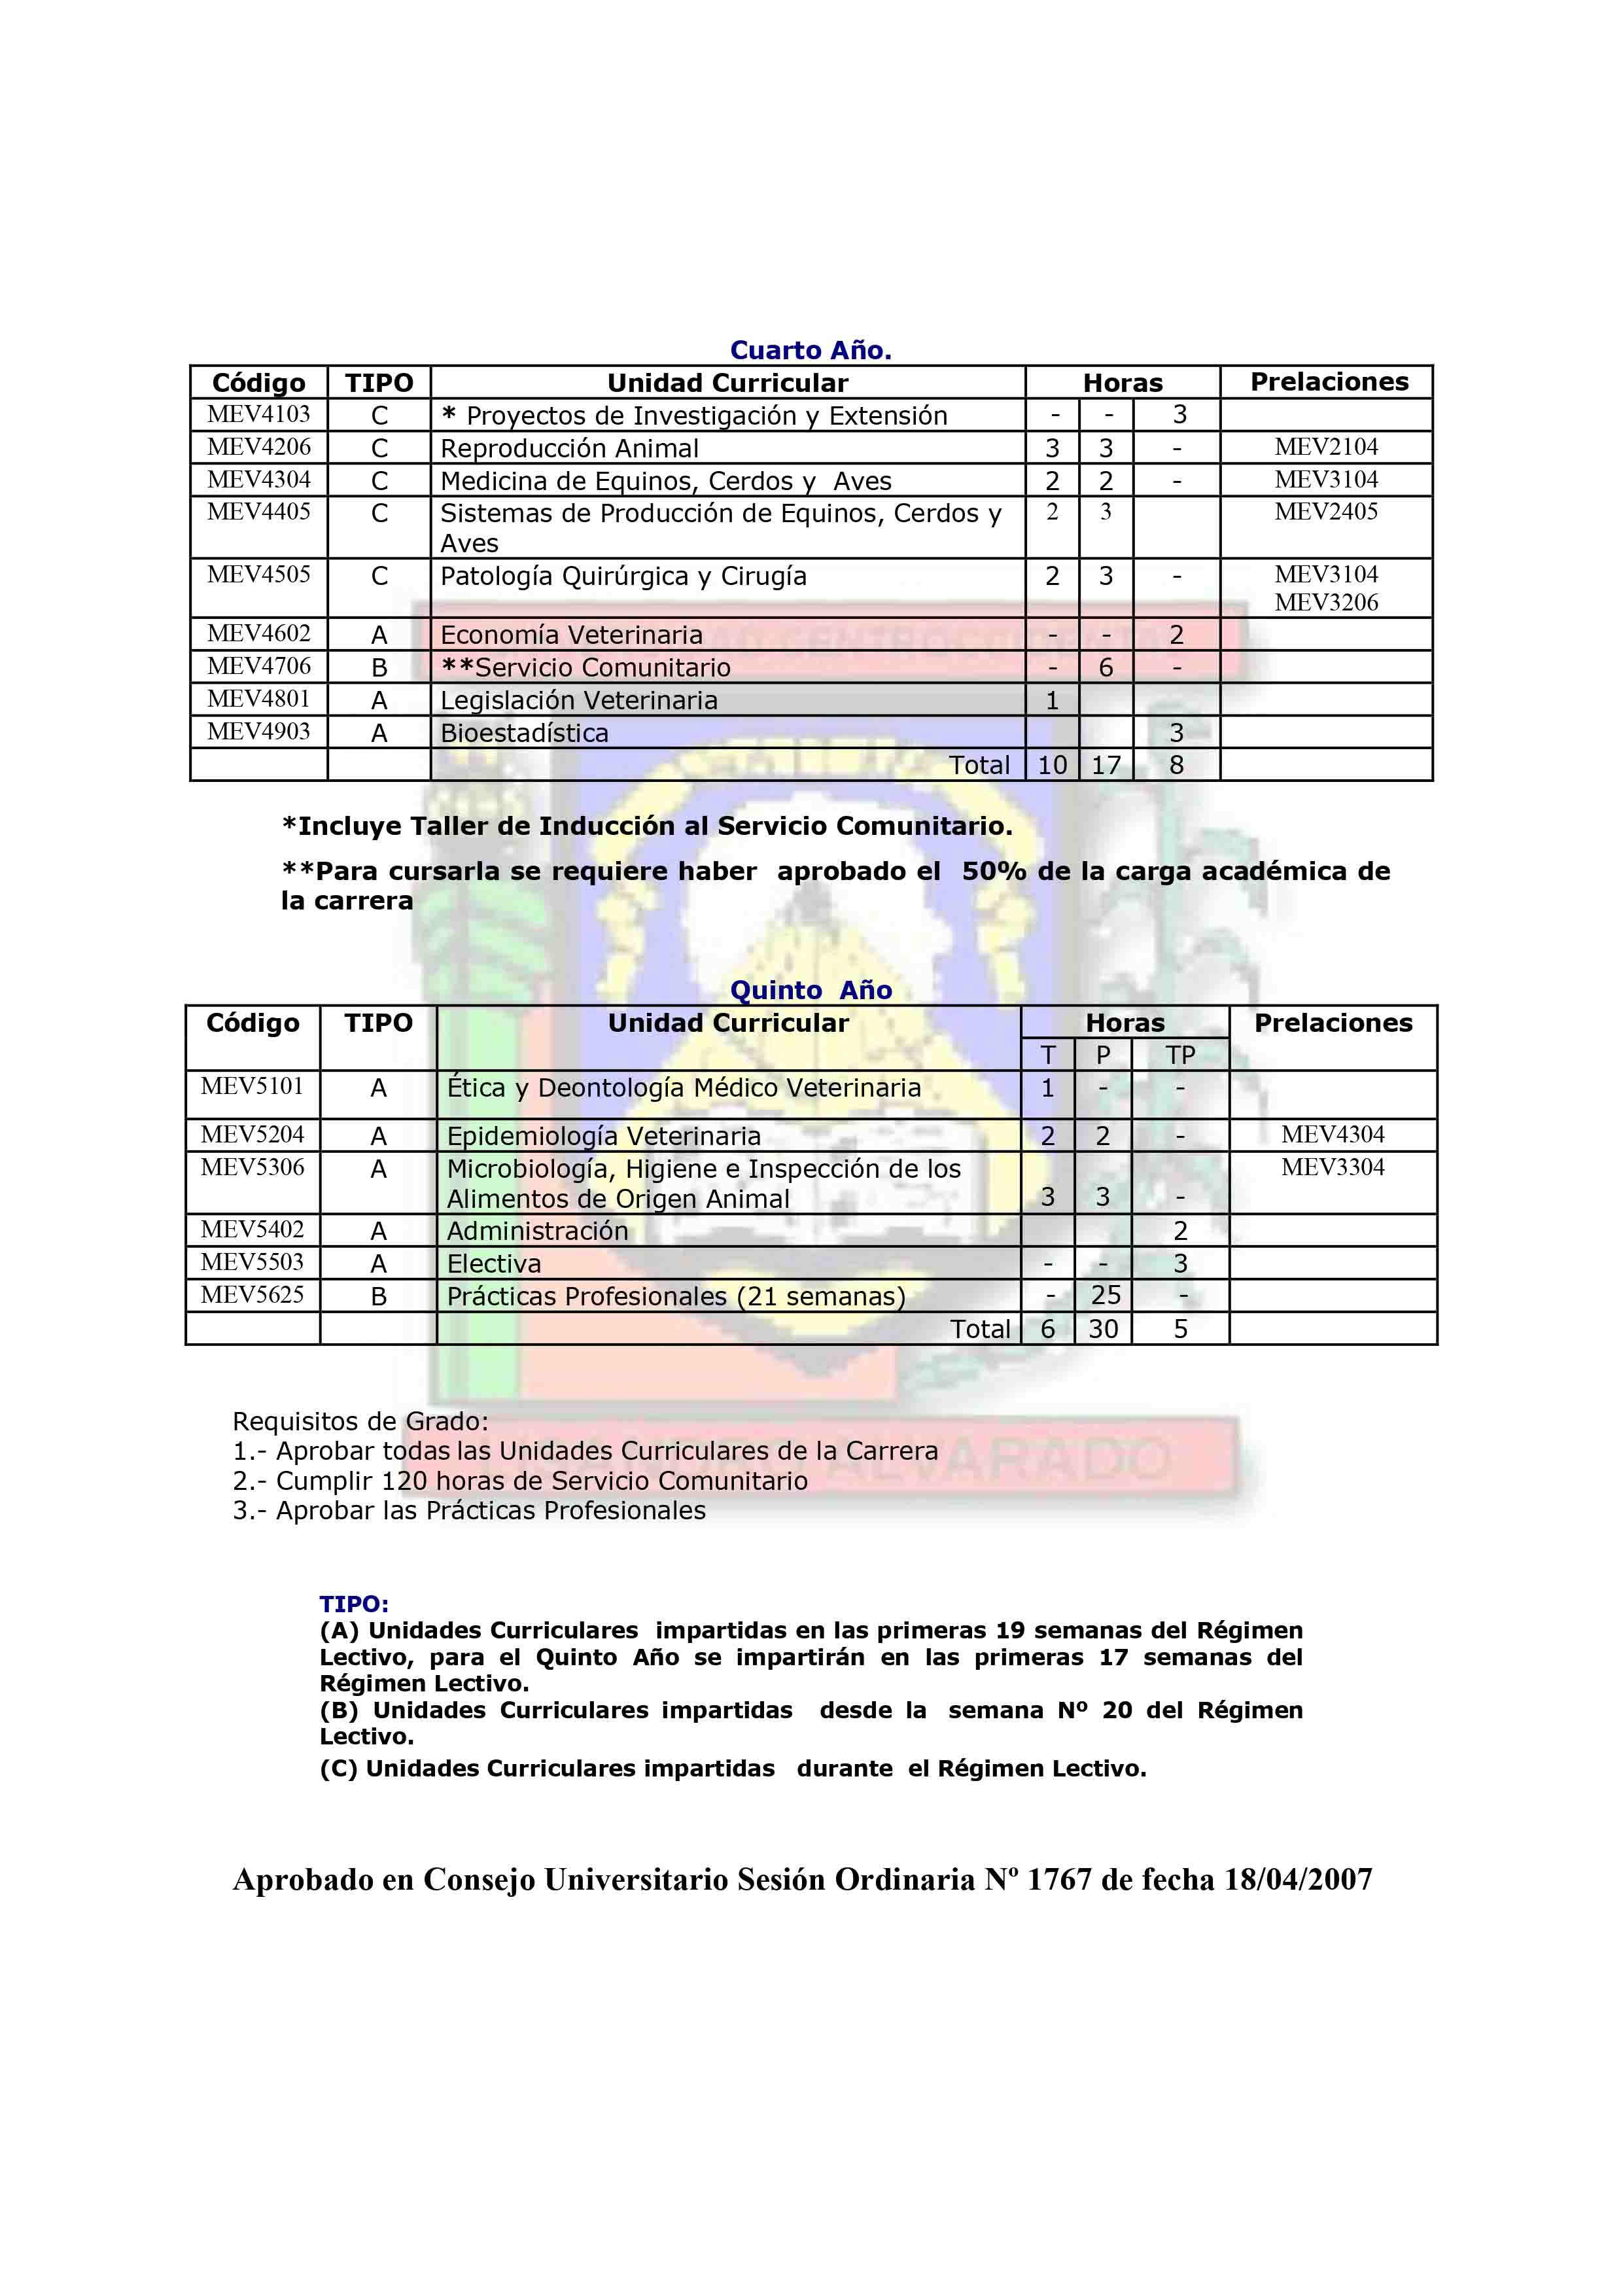 Cuarto Año.
Código TIPO Unidad Curricular Horas Prelaciones
MEV4103 C * Proyectos de Investigación y Extensión - - 3
MEV4206 C Reproducción Animal 3 3 - MEV2104
MEV4304 C Medicina de Equinos, Cerdos y Aves 2 2 - MEV3104
MEV4405 C Sistemas de Producción de Equinos, Cerdos y 2 3 MEV2405
Aves
MEV4505 C Patología Quirúrgica y Cirugía 2 3 - MEV3104
MEV3206
MEV4602 A Economía Veterinaria - - 2
MEV4706 B **Servicio Comunitario - 6 -
MEV4801 A Legislación Veterinaria 1
MEV4903 A Bioestadística 3
Total 10 17 8
*Incluye Taller de Inducción al Servicio Comunitario.
**Para cursarla se requiere haber aprobado el 50% de la carga académica de
la carrera
Quinto Año
Código TIPO Unidad Curricular Horas Prelaciones
T P TP
MEV5101 A Ética y Deontología Médico Veterinaria 1 - -
MEV5204 A Epidemiología Veterinaria 2 2 - MEV4304
MEV5306 A Microbiología, Higiene e Inspección de los MEV3304
Alimentos de Origen Animal 3 3 -
MEV5402 A Administración 2
MEV5503 A Electiva - - 3
MEV5625 B Prácticas Profesionales (21 semanas) - 25 -
Total 6 30 5
Requisitos de Grado:
1.- Aprobar todas las Unidades Curriculares de la Carrera
LISANDRO ALVARADO
2.- Cumplir 120 horas de Servicio Comunitario
3.- Aprobar las Prácticas Profesionales
TIPO:
(A) Unidades Curriculares impartidas en las primeras 19 semanas del Régimen
Lectivo, para el Quinto Año se impartirán en las primeras 17 semanas del
Régimen Lectivo.
(B) Unidades Curriculares impartidas desde la semana Nº 20 del Régimen
Lectivo.
(C) Unidades Curriculares impartidas durante el Régimen Lectivo.
Aprobado en Consejo Universitario Sesión Ordinaria Nº 1767 de fecha 18/04/2007